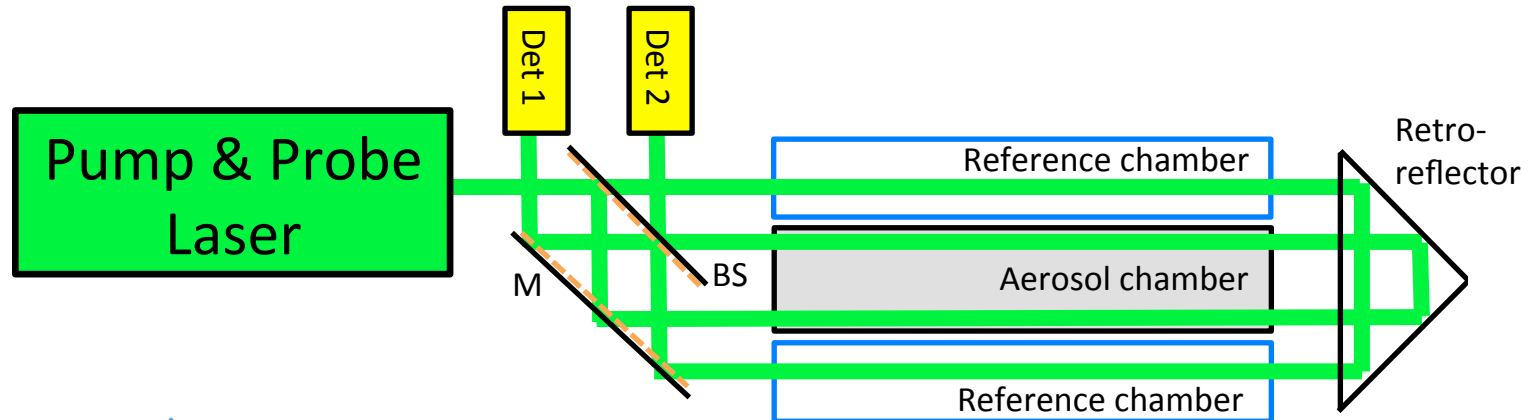 Det 1
Det 2
Pump & Probe
Laser
Reference chamber
Retro-
reflector
M
BS
Aerosol chamber
Reference chamber